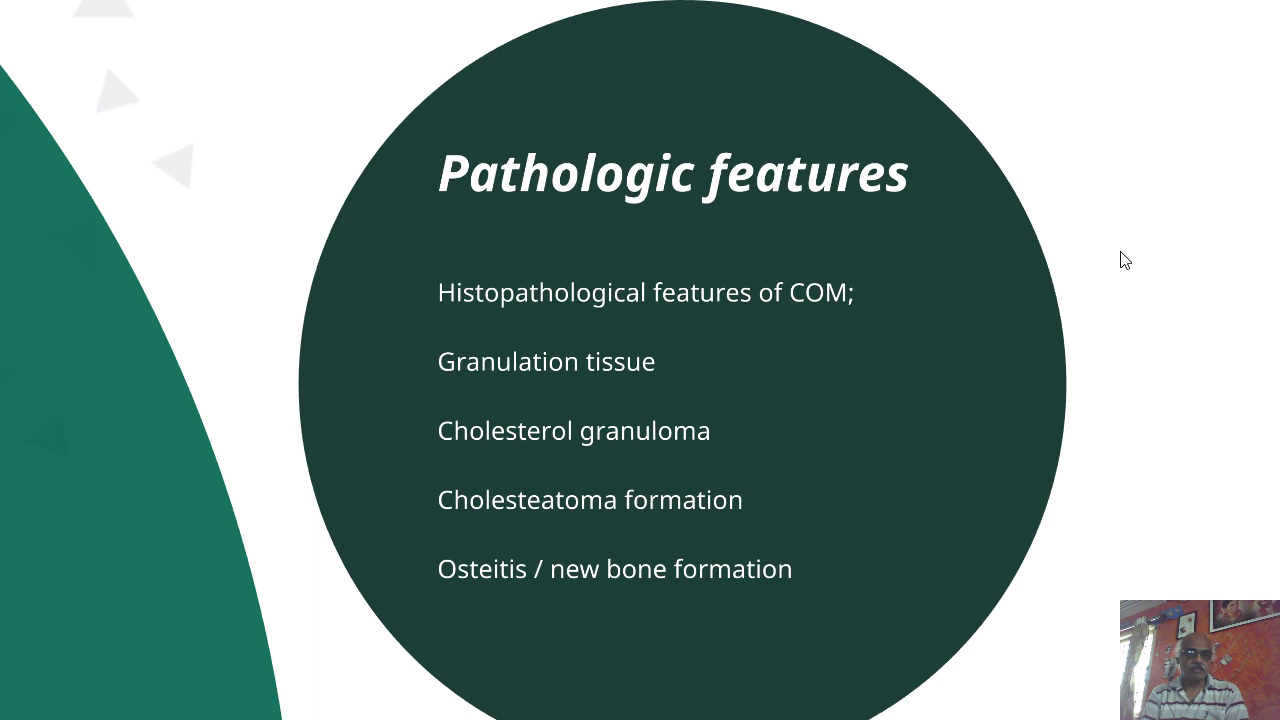 Pathologic features
Histopathological features of COM;
Granulation tissue
Cholesterol granuloma
Cholesteatoma formation
Osteitis / new bone formation